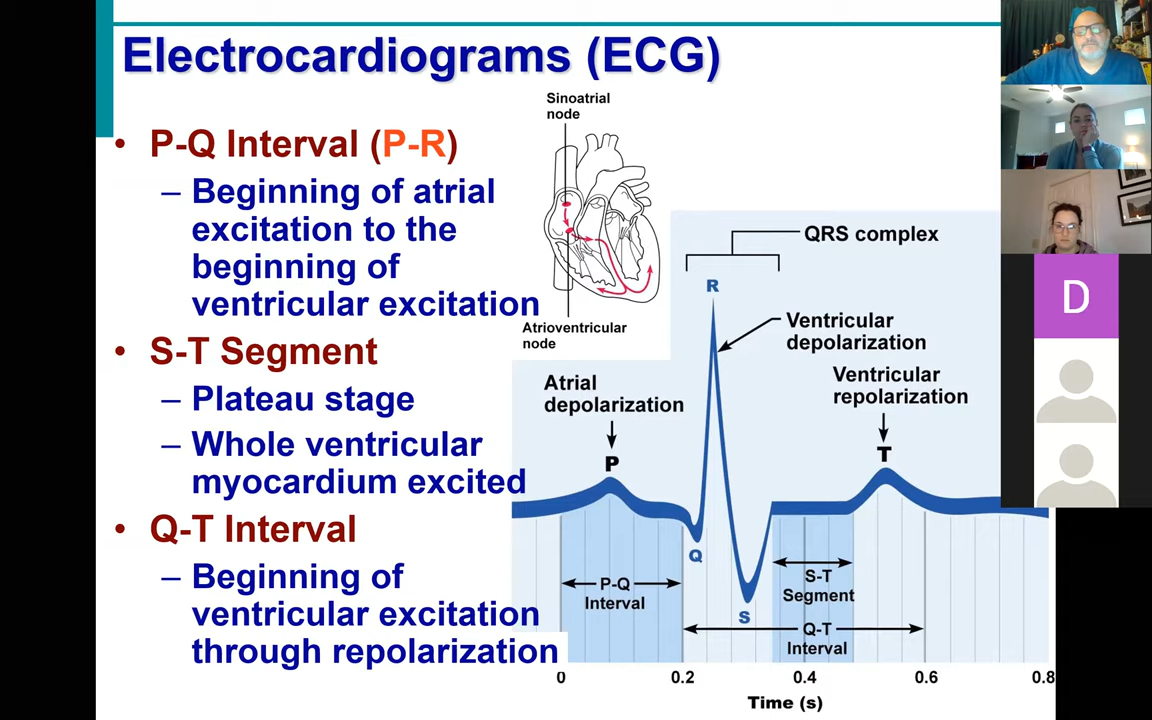 Electrocardiograms (ECG)
• P-Q Interval (P-R)
– Beginning of atrial
excitation to the
beginning of
ventricular excitation
• S-T Segment
– Plateau stage
– Whole ventricular
myocardium excited
• Q-T Interval
– Beginning of
ventricular excitation
through repolarization
Sinoatrial
node
Atrioventricular
node
QRS complex
R
Ventricular
depolarization
Atrial
depolarization
Ventricular
repolarization
P
T
Q
S
P-Q
Interval
S-T
Segment
Q-T
Interval
0 0.2 0.4 0.6 0.8
Time (s)
D